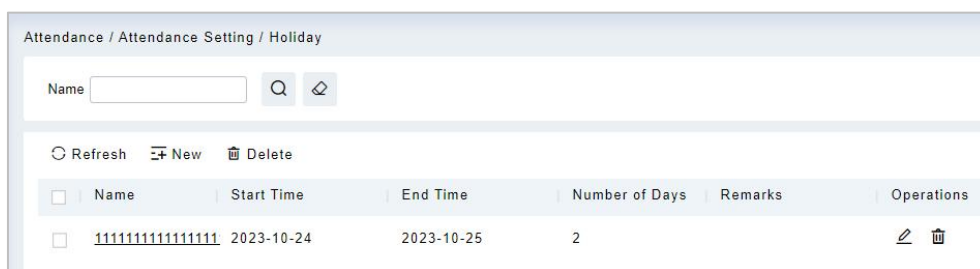 Attendance / Attendance Setting / Holiday
Name
Refresh New Delete
Name Start Time End Time Number of Days Remarks Operations
1111111111111111 2023-10-24 2023-10-25 2